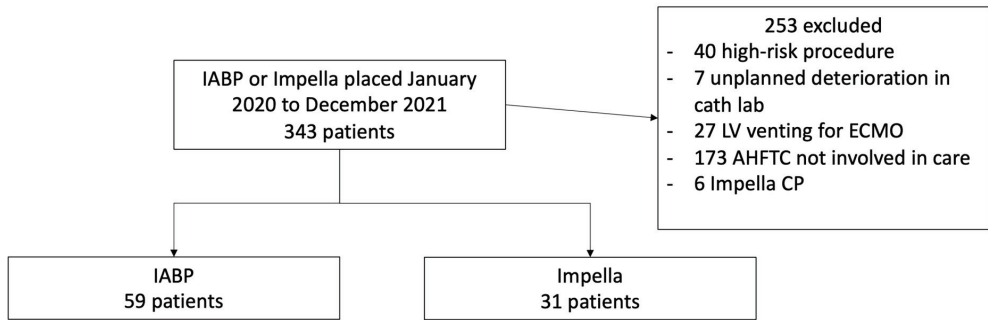 IABP or Impella placed January
2020 to December 2021
343 patients
253 excluded
- 40 high-risk procedure
- 7 unplanned deterioration in
cath lab
- 27 LV venting for ECMO
- 173 AHFTC not involved in care
- 6 Impella CP
IABP
59 patients
Impella
31 patients